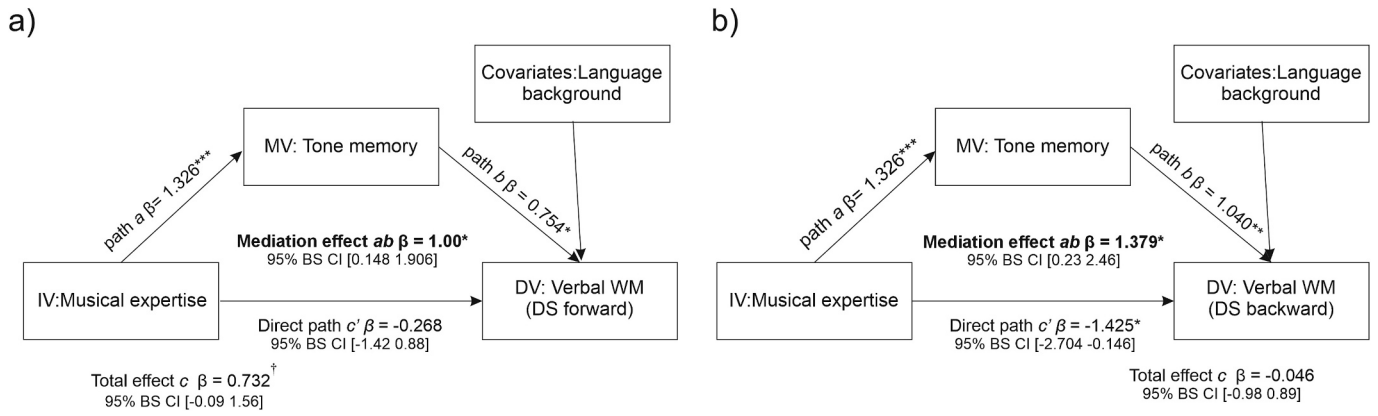 a)
Covariates:Language
background
MV: Tone memory
path a β= 1.326***
path b β = 0.754*
Mediation effect ab β = 1.00*
95% BS CI [0.148 1.906]
IV:Musical expertise
DV: Verbal WM
(DS forward)
Direct path c' β = -0.268
95% BS CI [-1.42 0.88]
Total effect c β = 0.732†
95% BS CI [-0.09 1.56]
b)
Covariates:Language
background
MV: Tone memory
path a β= 1.326***
path b β = 1.040**
Mediation effect ab β = 1.379*
95% BS CI [0.23 2.46]
IV:Musical expertise
DV: Verbal WM
(DS backward)
Direct path c' β = -1.425*
95% BS CI [-2.704 -0.146]
Total effect c β = -0.046
95% BS CI [-0.98 0.89]